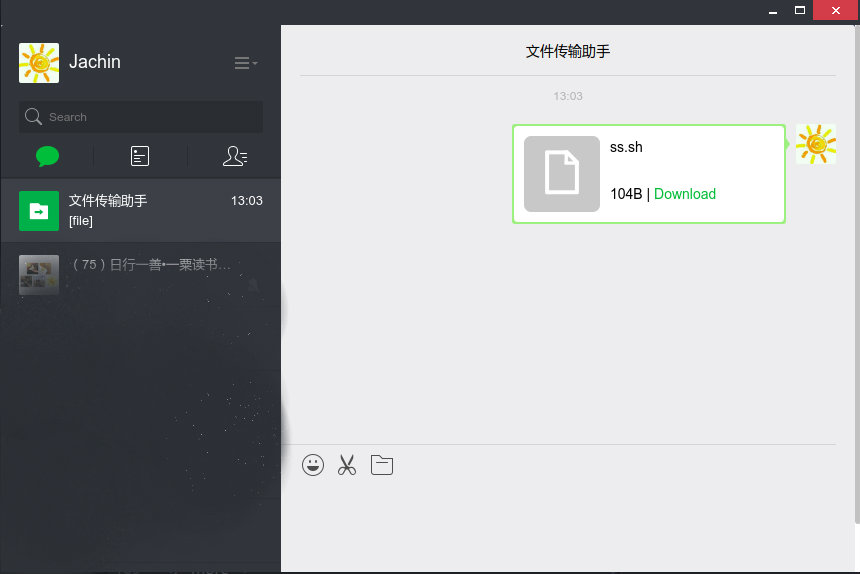 Jachin
Search
文件传输助手 13:03
[file]
（75）日行一善•一粟读书...
文件传输助手
13:03
ss.sh
104B | Download